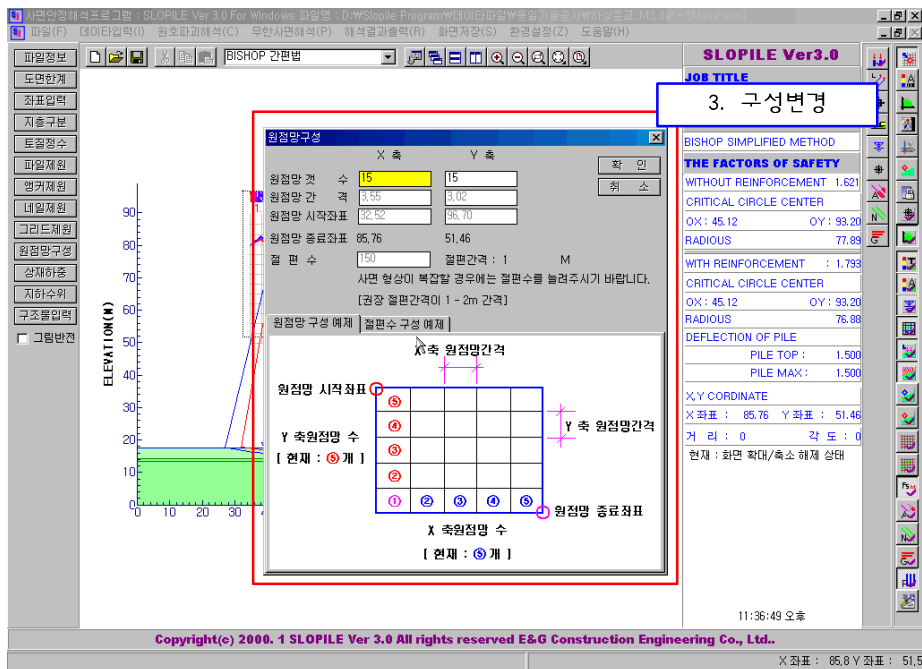 사면안정해석프로그램 : SLOPILE Ver 3.0 For Windows 파일명 : D:₩Slopile Program₩데이타파일₩동일기술공사₩하상운교_M3.dat - [MainForm]
파일(F) 데이타입력(I) 원호파괴해석(C) 무한사면해석(P) 해석결과출력(R) 화면저장(S) 환경설정(Z) 도움말(H)
BISHOP 간편법
파일정보
도면한계
좌표입력
지층구분
토질정수
파일제원
앵커제원
네일제원
그리드제원
원점망구성
상재하중
지하수위
구조물입력
그림반전
ELEVATION(M)
90
80
70
60
50
40
30
20
10
0
0 10 20 30
원점망구성
X 축 Y 축
원점망 갯 수 15 15
원점망 간 격 3,55 3,02
원점망 시작좌표 32,52 96,70
원점망 종료좌표 85,76 51,46
절 편 수 150 절편간격 : 1 M
사면 형상이 복잡할 경우에는 절편수를 늘려주시기 바랍니다.
[권장 절편간격이 1 - 2m 간격]
확 인
취 소
원점망 구성 예제 절편수 구성 예제
X 축 원점망간격
원점망 시작좌표
⑤
④
Y 축 원점망간격
Y 축원점망 수
③
[ 현재 : ⑤ 개 ]
②
① ② ③ ④ ⑤
원점망 종료좌표
X 축원점망 수
[ 현재 : ⑤ 개 ]
SLOPILE Ver3.0
JOB TITLE
3. 구성변경
BISHOP SIMPLIFIED METHOD
THE FACTORS OF SAFETY
WITHOUT REINFORCEMENT 1.621
CRITICAL CIRCLE CENTER
OX : 45.12 OY : 93.20
RADIOUS 77.89
WITH REINFORCEMENT : 1.793
CRITICAL CIRCLE CENTER
OX : 45.12 OY : 93.20
RADIOUS 76.88
DEFLECTION OF PILE
PILE TOP : 1.500
PILE MAX : 1.500
X,Y CORDINATE
X 좌표 : 85.76 Y 좌표 : 51.46
거 리 : 0 각 도 : 0
현재 : 화면 확대/축소 해제 상태
11:36:49 오후
Copyright(c) 2000. 1 SLOPILE Ver 3.0 All rights reserved E&G Construction Engineering Co., Ltd..
X 좌표 : 85,8 Y 좌표 : 51,5